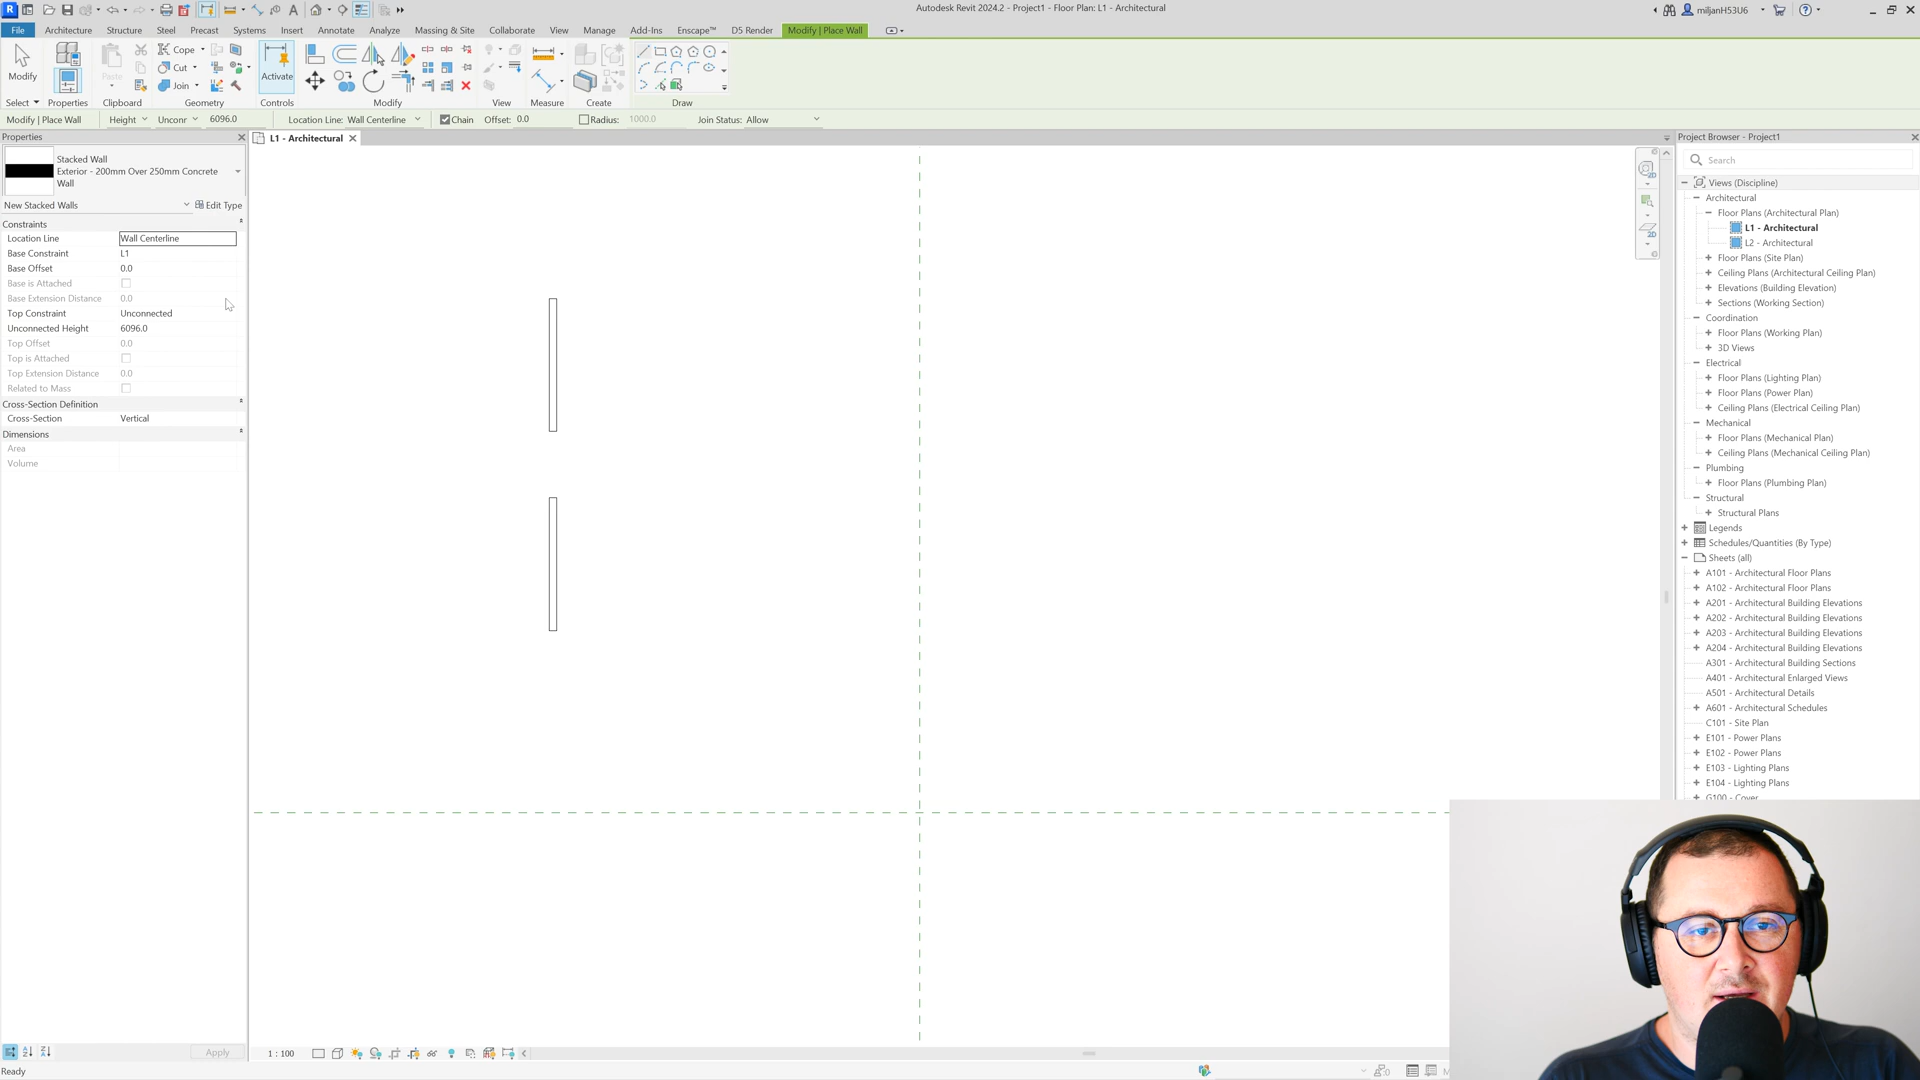 Autodesk Revit 2024.2 - Project1 - Floor Plan: L1 - Architectural
miljanH53U6
File
Architecture
Structure
Steel
Precast
Systems
Insert
Annotate
Analyze
Massing & Site
Collaborate
View
Manage
Add-Ins
Enscape™
D5 Render
Modify | Place Wall
Modify
Paste
Cope
Cut
Join
Activate
Select
Properties
Clipboard
Geometry
Controls
Modify
View
Measure
Create
Draw
Modify | Place Wall
Height
Unconr
6096.0
Location Line: Wall Centerline
Chain
Offset: 0.0
Radius: 1000.0
Join Status: Allow
Properties
Stacked Wall
Exterior - 200mm Over 250mm Concrete
Wall
New Stacked Walls
Edit Type
Constraints
Location Line Wall Centerline
Base Constraint L1
Base Offset 0.0
Base is Attached
Base Extension Distance 0.0
Top Constraint Unconnected
Unconnected Height 6096.0
Top Offset 0.0
Top is Attached
Top Extension Distance 0.0
Related to Mass
Cross-Section Definition
Cross-Section Vertical
Dimensions
Area
Volume
Apply
Ready
L1 - Architectural
2D
2D
1 : 100
:0
Project Browser - Project1
Search
Views (Discipline)
Architectural
Floor Plans (Architectural Plan)
L1 - Architectural
L2 - Architectural
Floor Plans (Site Plan)
Ceiling Plans (Architectural Ceiling Plan)
Elevations (Building Elevation)
Sections (Working Section)
Coordination
Floor Plans (Working Plan)
3D Views
Electrical
Floor Plans (Lighting Plan)
Floor Plans (Power Plan)
Ceiling Plans (Electrical Ceiling Plan)
Mechanical
Floor Plans (Mechanical Plan)
Ceiling Plans (Mechanical Ceiling Plan)
Plumbing
Floor Plans (Plumbing Plan)
Structural
Structural Plans
Legends
Schedules/Quantities (By Type)
Sheets (all)
A101 - Architectural Floor Plans
A102 - Architectural Floor Plans
A201 - Architectural Building Elevations
A202 - Architectural Building Elevations
A203 - Architectural Building Elevations
A204 - Architectural Building Elevations
A301 - Architectural Building Sections
A401 - Architectural Enlarged Views
A501 - Architectural Details
A601 - Architectural Schedules
C101 - Site Plan
E101 - Power Plans
E102 - Power Plans
E103 - Lighting Plans
E104 - Lighting Plans
G100 - Cover